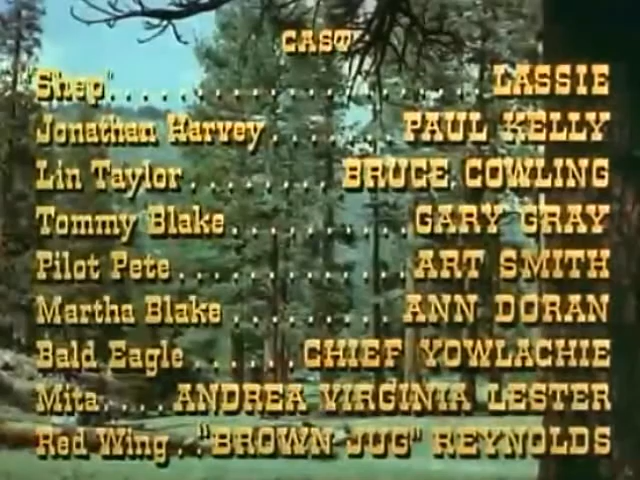 CAST
"Shep"..................... LASSIE
Jonathan Harvey....... PAUL KELLY
Lin Taylor........ BRUCE COWLING
Tommy Blake.......... GARY GRAY
Pilot Pete............. ART SMITH
Martha Blake......... ANN DORAN
Bald Eagle...... CHIEF YOWLACHIE
Mita.... ANDREA VIRGINIA LESTER
Red Wing.. "BROWN JUG" REYNOLDS